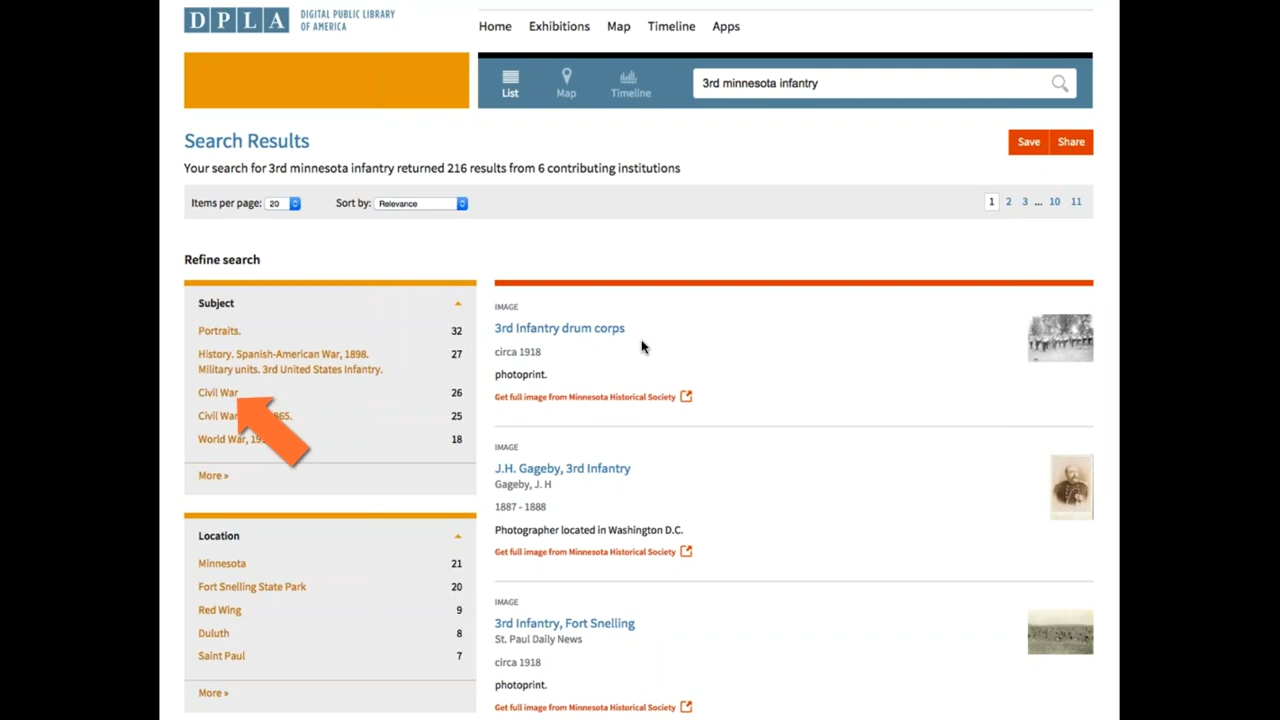 DPLA DIGITAL PUBLIC LIBRARY
OF AMERICA
Home Exhibitions Map Timeline Apps
List Map Timeline 3rd minnesota infantry
Search Results
Save Share
Your search for 3rd minnesota infantry returned 216 results from 6 contributing institutions
Items per page: 20 Sort by: Relevance 1 2 3 ... 10 11
Refine search
Subject
Portraits. 32
History. Spanish-American War, 1898. 27
Military units. 3rd United States Infantry.
Civil War 26
Civil War 865. 25
World War, 19 18
More »
Location
Minnesota 21
Fort Snelling State Park 20
Red Wing 9
Duluth 8
Saint Paul 7
More »
IMAGE
3rd Infantry drum corps
circa 1918
photoprint.
Get full image from Minnesota Historical Society
IMAGE
J.H. Gageby, 3rd Infantry
Gageby, J. H
1887 - 1888
Photographer located in Washington D.C.
Get full image from Minnesota Historical Society
IMAGE
3rd Infantry, Fort Snelling
St. Paul Daily News
circa 1918
photoprint.
Get full image from Minnesota Historical Society